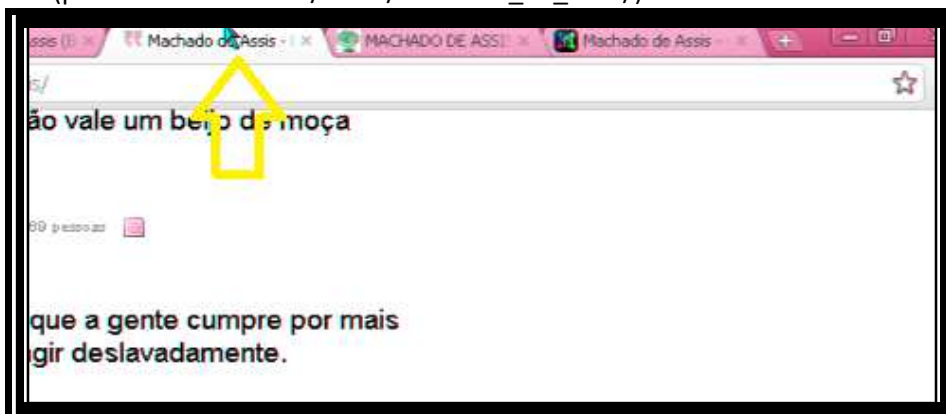 ssis (B
Machado de Assis -
MACHADO DE ASSI
Machado de Assis -
s/
ão vale um beijo de moça
69 pessoas
que a gente cumpre por mais
gir deslavadamente.